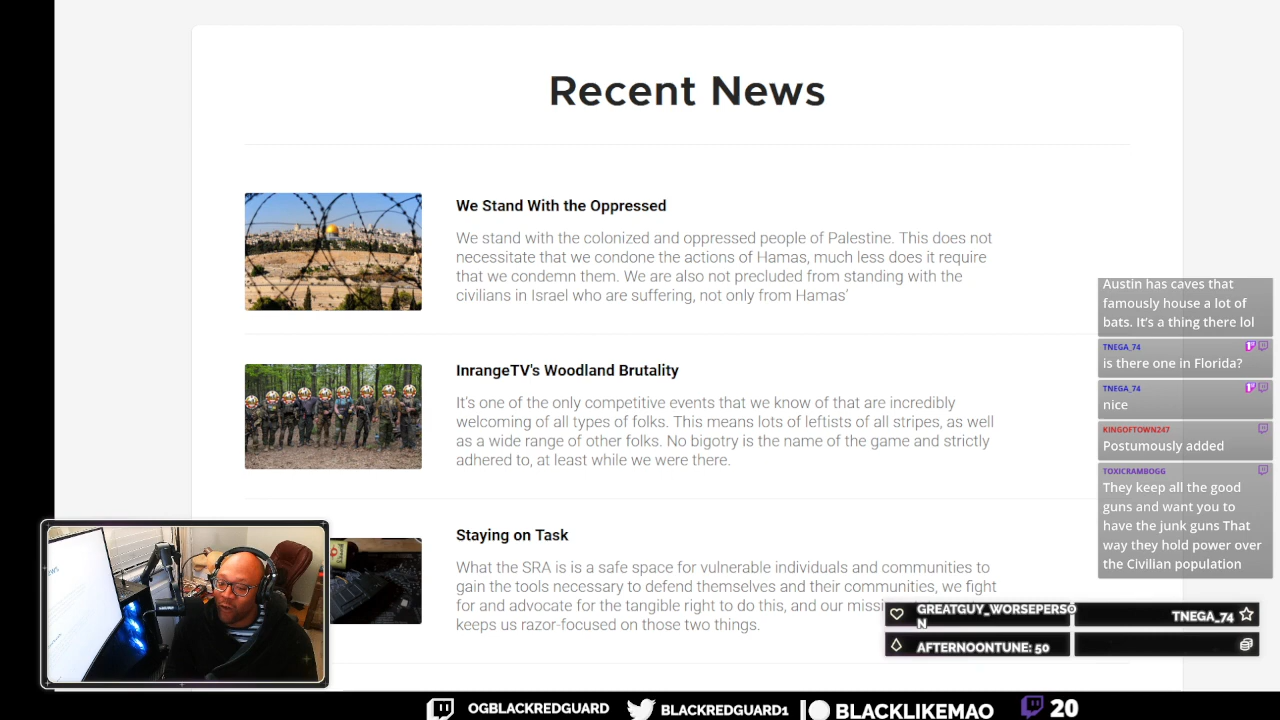 Recent News
We Stand With the Oppressed
We stand with the colonized and oppressed people of Palestine. This does not
necessitate that we condone the actions of Hamas, much less does it require
that we condemn them. We are also not precluded from standing with the
civilians in Israel who are suffering, not only from Hamas'
InrangeTV's Woodland Brutality
It's one of the only competitive events that we know of that are incredibly
welcoming of all types of folks. This means lots of leftists of all stripes, as well
as a wide range of other folks. No bigotry is the name of the game and strictly
adhered to, at least while we were there.
Staying on Task
What the SRA is is a safe space for vulnerable individuals and communities to
gain the tools necessary to defend themselves and their communities, we fight
for and advocate for the tangible right to do this, and our missi
keeps us razor-focused on those two things.
Austin has caves that
famously house a lot of
bats. It's a thing there lol
TNEGA_74
is there one in Florida?
TNEGA_74
nice
KINGOFTOWN247
Postumously added
TOXICRAMBOGG
They keep all the good
guns and want you to
have the junk guns That
way they hold power over
the Civilian population
GREATGUY_WORSEPERSO
N
TNEGA_74
AFTERNOONTUNE: 50
OGBLACKREDGUARD
BLACKREDGUARD1
BLACKLIKEMAO
20